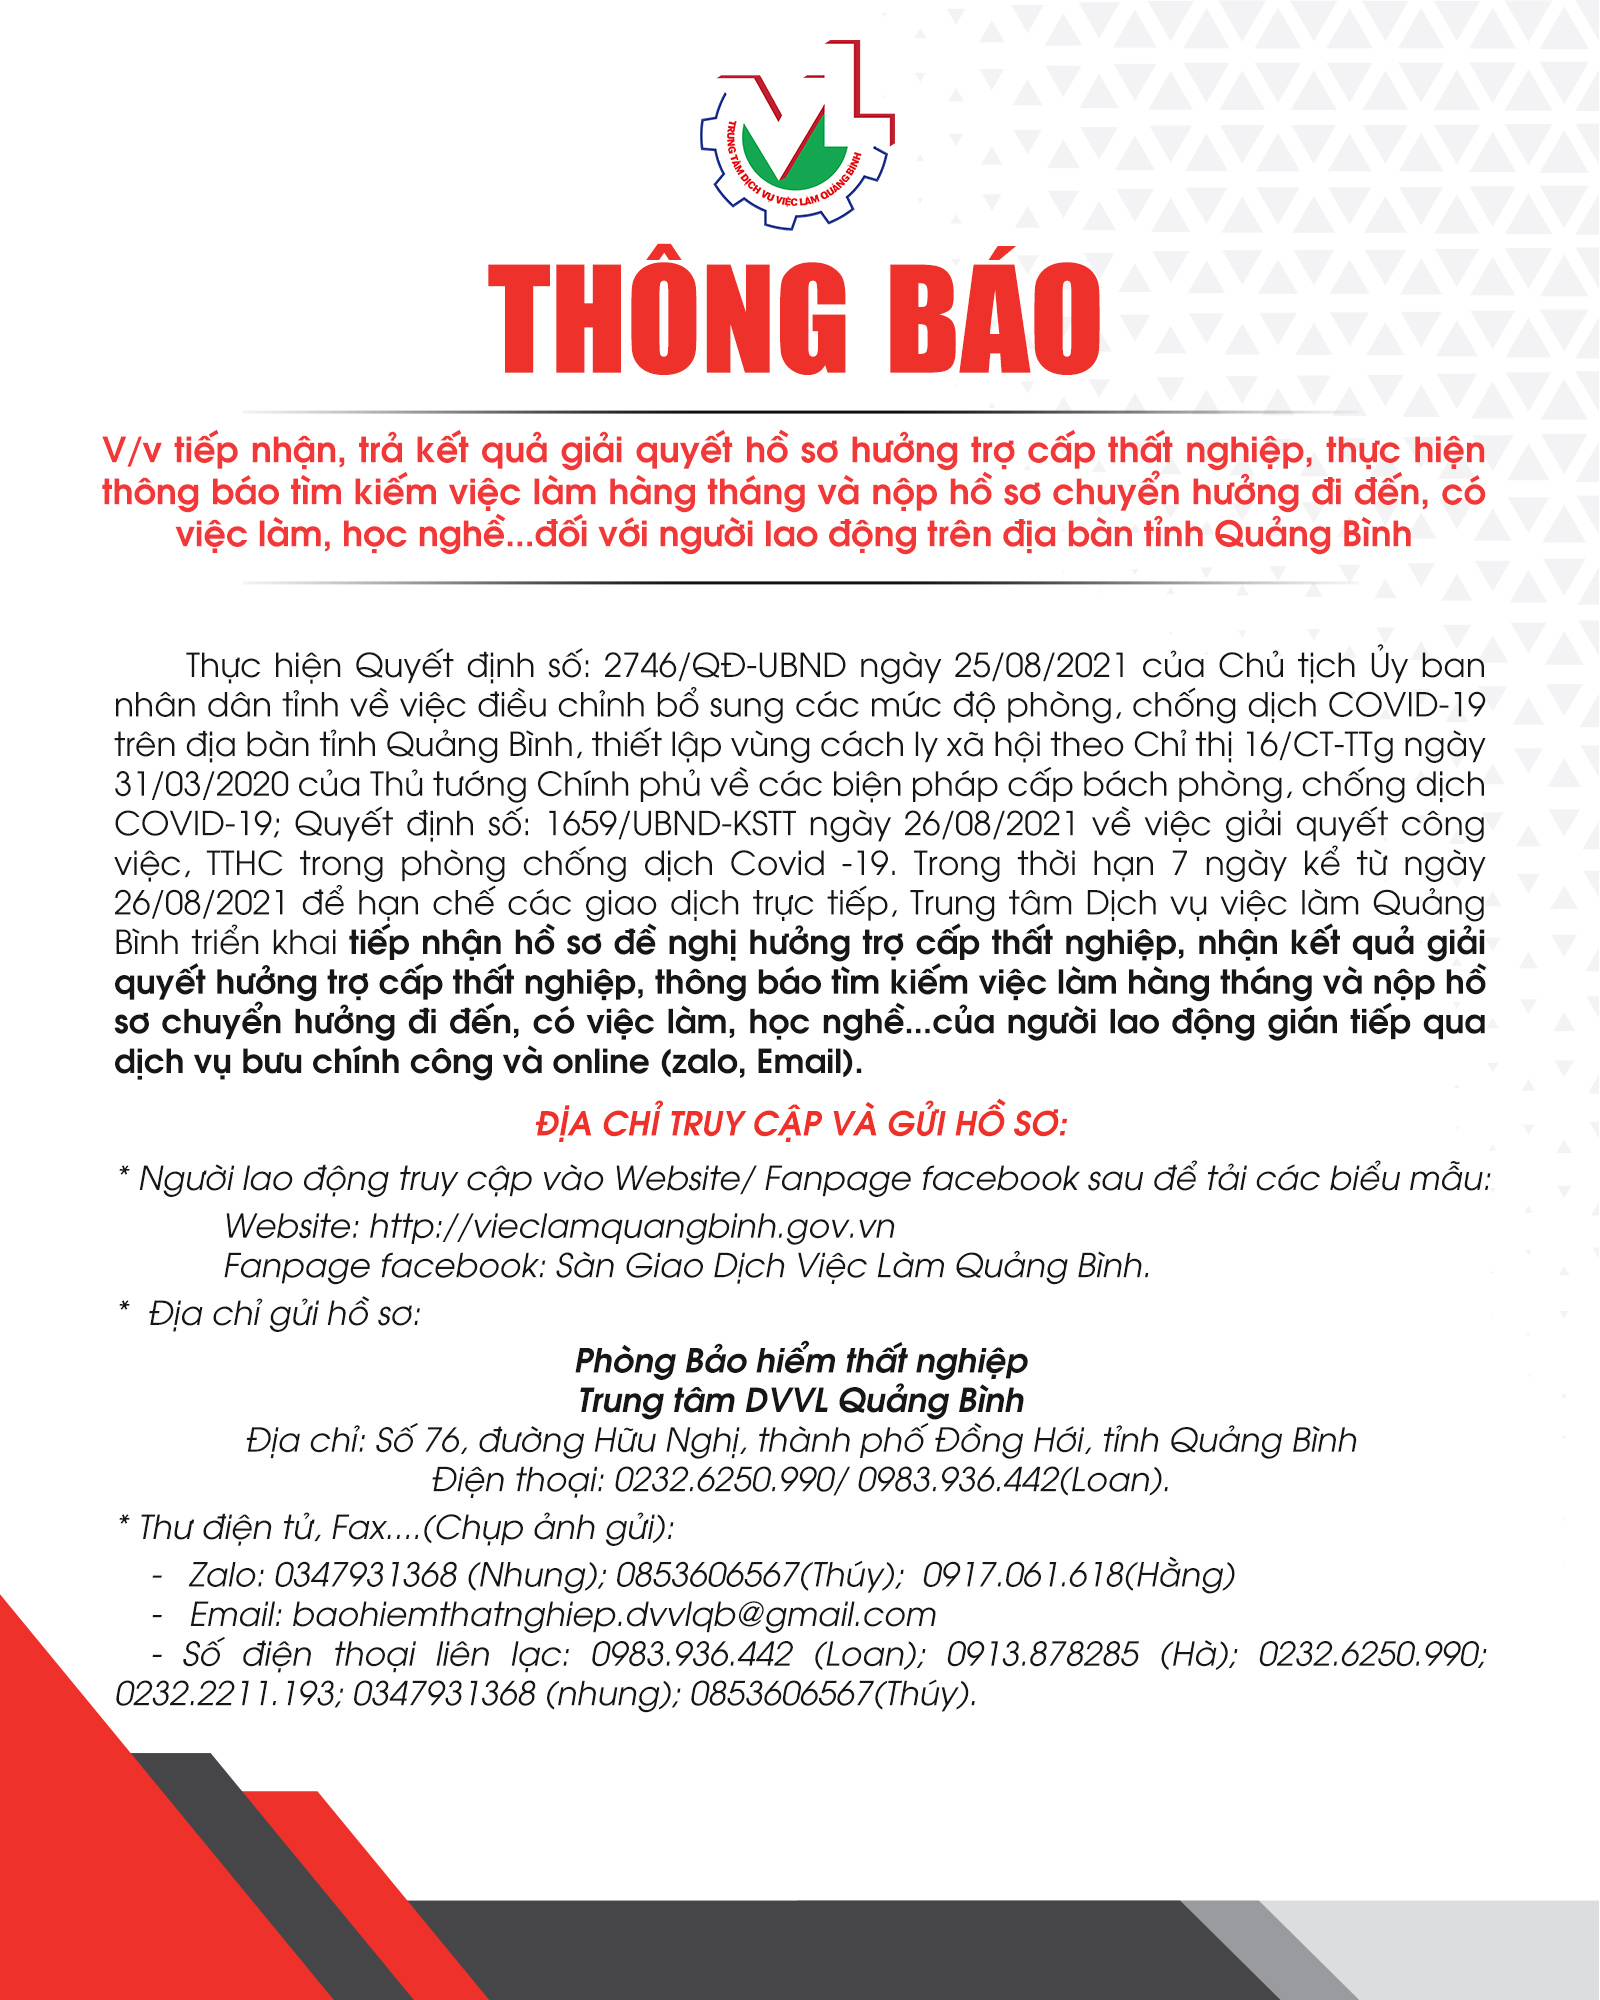 TRUNG TÂM DỊCH VỤ VIỆC LÀM QUẢNG BÌNH
THÔNG BÁO
V/v tiếp nhận, trả kết quả giải quyết hồ sơ hưởng trợ cấp thất nghiệp, thực hiện
thông báo tìm kiếm việc làm hàng tháng và nộp hồ sơ chuyển hưởng đi đến, có
việc làm, học nghề...đối với người lao động trên địa bàn tỉnh Quảng Bình
Thực hiện Quyết định số: 2746/QĐ-UBND ngày 25/08/2021 của Chủ tịch Ủy ban
nhân dân tỉnh về việc điều chỉnh bổ sung các mức độ phòng, chống dịch COVID-19
trên địa bàn tỉnh Quảng Bình, thiết lập vùng cách ly xã hội theo Chỉ thị 16/CT-TTg ngày
31/03/2020 của Thủ tướng Chính phủ về các biện pháp cấp bách phòng, chống dịch
COVID-19; Quyết định số: 1659/UBND-KSTT ngày 26/08/2021 về việc giải quyết công
việc, TTHC trong phòng chống dịch Covid -19. Trong thời hạn 7 ngày kể từ ngày
26/08/2021 để hạn chế các giao dịch trực tiếp, Trung tâm Dịch vụ việc làm Quảng
Bình triển khai tiếp nhận hồ sơ đề nghị hưởng trợ cấp thất nghiệp, nhận kết quả giải
quyết hưởng trợ cấp thất nghiệp, thông báo tìm kiếm việc làm hàng tháng và nộp hồ
sơ chuyển hưởng đi đến, có việc làm, học nghề...của người lao động gián tiếp qua
dịch vụ bưu chính công và online (zalo, Email).
ĐỊA CHỈ TRUY CẬP VÀ GỬI HỒ SƠ:
* Người lao động truy cập vào Website/ Fanpage facebook sau để tải các biểu mẫu:
Website: http://vieclamquangbinh.gov.vn
Fanpage facebook: Sàn Giao Dịch Việc Làm Quảng Bình.
* Địa chỉ gửi hồ sơ:
Phòng Bảo hiểm thất nghiệp
Trung tâm DVVL Quảng Bình
Địa chỉ: Số 76, đường Hữu Nghị, thành phố Đồng Hới, tỉnh Quảng Bình
Điện thoại: 0232.6250.990/ 0983.936.442(Loan).
* Thư điện tử, Fax....(Chụp ảnh gửi):
- Zalo: 0347931368 (Nhung); 0853606567(Thúy); 0917.061.618(Hằng)
- Email: baohiemthatnghiep.dvvlqb@gmail.com
- Số điện thoại liên lạc: 0983.936.442 (Loan); 0913.878285 (Hà); 0232.6250.990;
0232.2211.193; 0347931368 (nhung); 0853606567(Thúy).